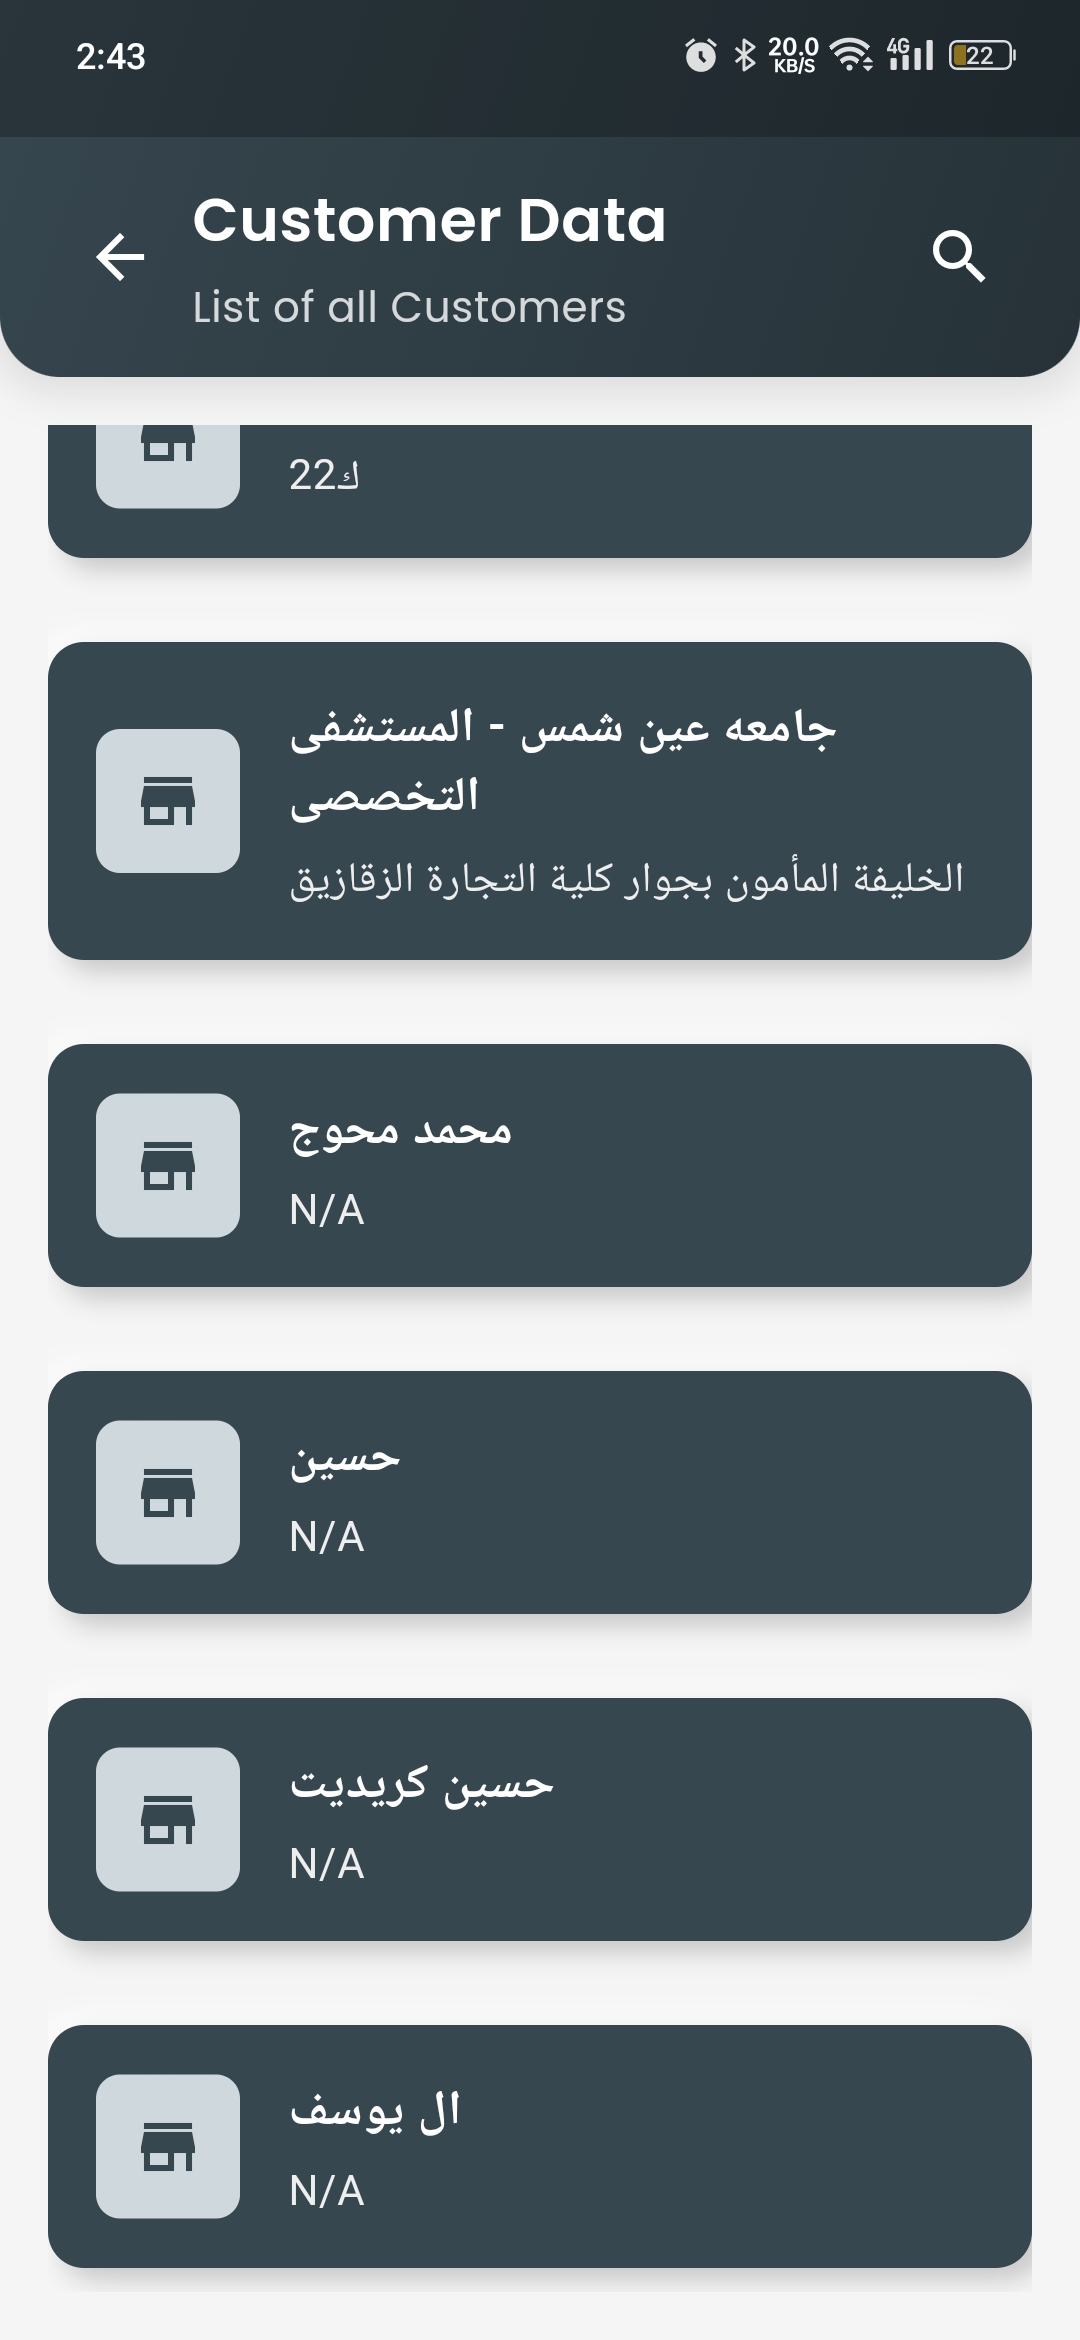 2:43
20.0
KB/S
4G
22
Customer Data
List of all Customers
ك22
جامعه عين شمس - المستشفى
التخصصى
الخليفة المأمون بجوار كلية التجارة الزقازيق
محمد محوج
N/A
حسين
N/A
حسين كريديت
N/A
ال يوسف
N/A